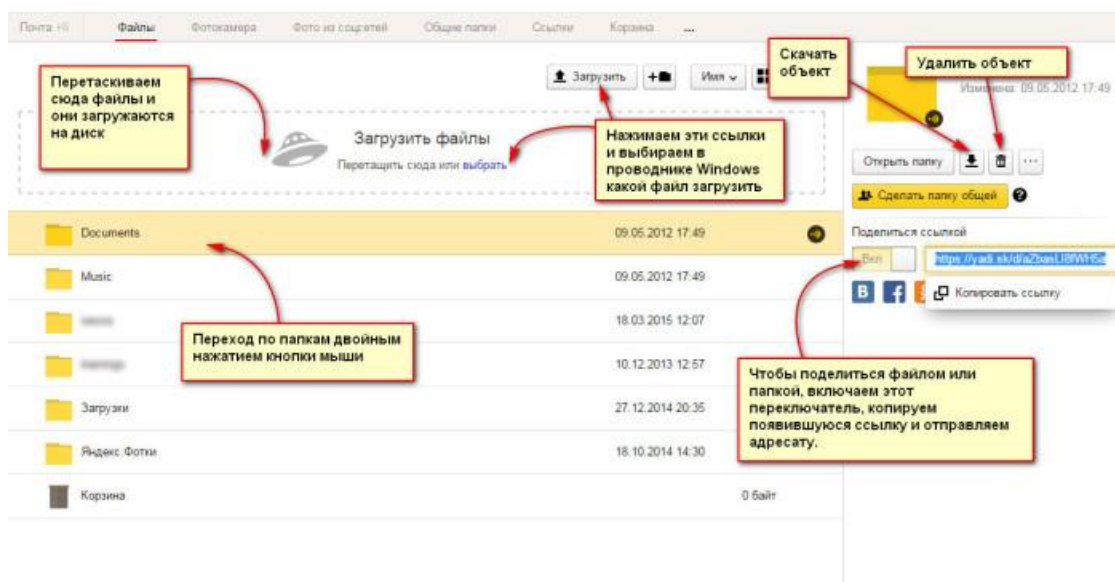 Почта +6 Файлы Фотокамера Фото из соцсетей Общие папки Ссылки Корзина ...
Перетаскиваем
сюда файлы и
они загружаются
на диск
Загрузить
Имя
Скачать
объект
Удалить объект
Изменена: 09.05.2012 17:49
Загрузить файлы
Перетащить сюда или выбрать
Нажимаем эти ссылки
и выбираем в
проводнике Windows
какой файл загрузить
Открыть папку
Сделать папку общей
Поделиться ссылкой
Вкл
Копировать ссылку
Documents 09.05.2012 17:49
Music 09.05.2012 17:49
18.03.2015 12:07
10.12.2013 12:57
Загрузки 27.12.2014 20:35
Яндекс.Фотки 18.10.2014 14:30
Корзина 0 байт
Переход по папкам двойным
нажатием кнопки мыши
Чтобы поделиться файлом или
папкой, включаем этот
переключатель, копируем
появившуюся ссылку и отправляем
адресату.